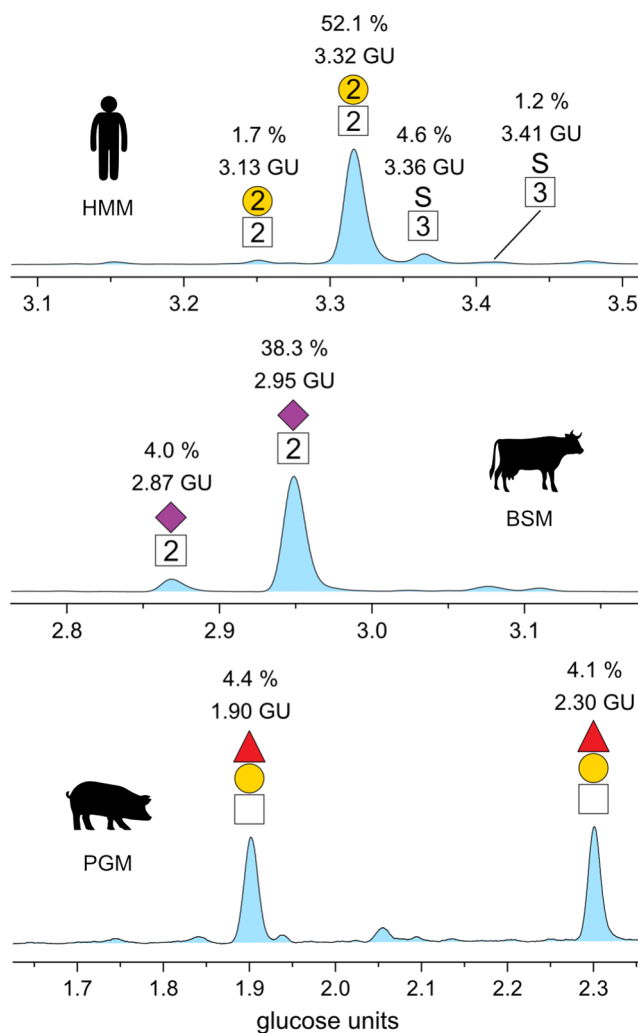 52.1 %
3.32 GU
2
2
1.7 %
3.13 GU
2
2
4.6 %
3.36 GU
S
3
1.2 %
3.41 GU
S
3
HMM
3.1 3.2 3.3 3.4 3.5
38.3 %
2.95 GU
2
4.0 %
2.87 GU
2
BSM
2.8 2.9 3.0 3.1
4.4 %
1.90 GU
4.1 %
2.30 GU
PGM
1.7 1.8 1.9 2.0 2.1 2.2 2.3
glucose units